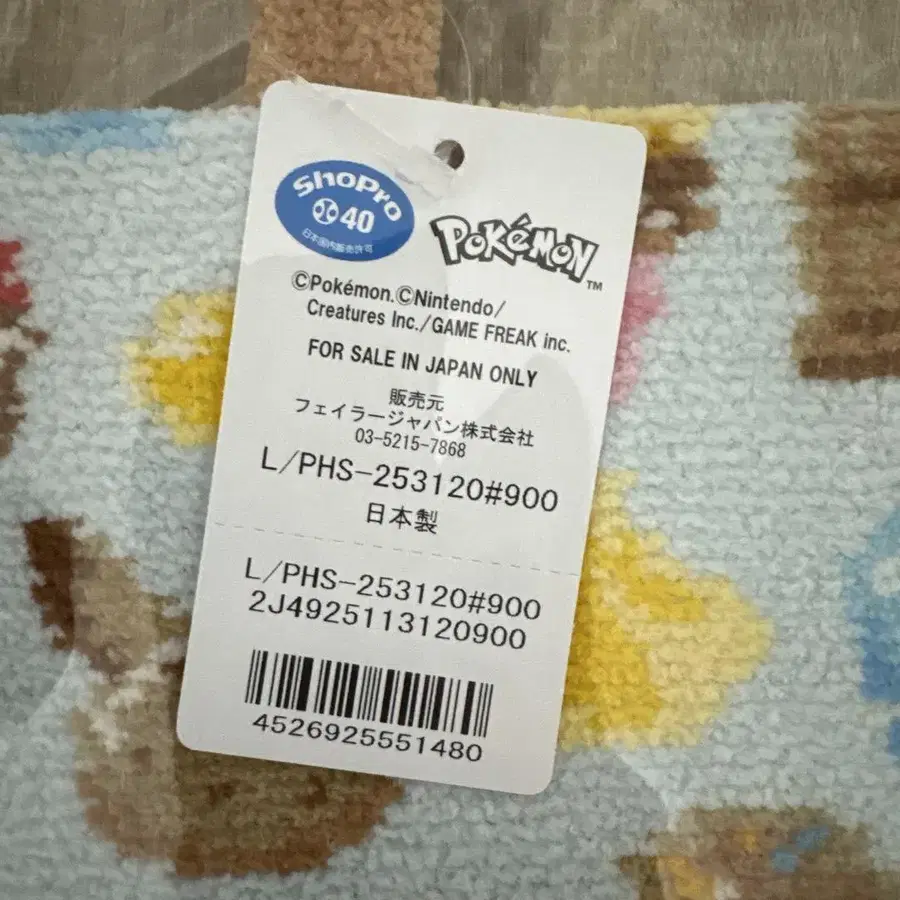 ShoPro
40
日本国内販売許可
POKéMON™
©Pokémon.©Nintendo/
Creatures Inc./GAME FREAK inc.
FOR SALE IN JAPAN ONLY
販売元
フェイラージャパン株式会社
03-5215-7868
L/PHS-253120#900
日本製
L/PHS-253120#900
2J4925113120900
4526925551480